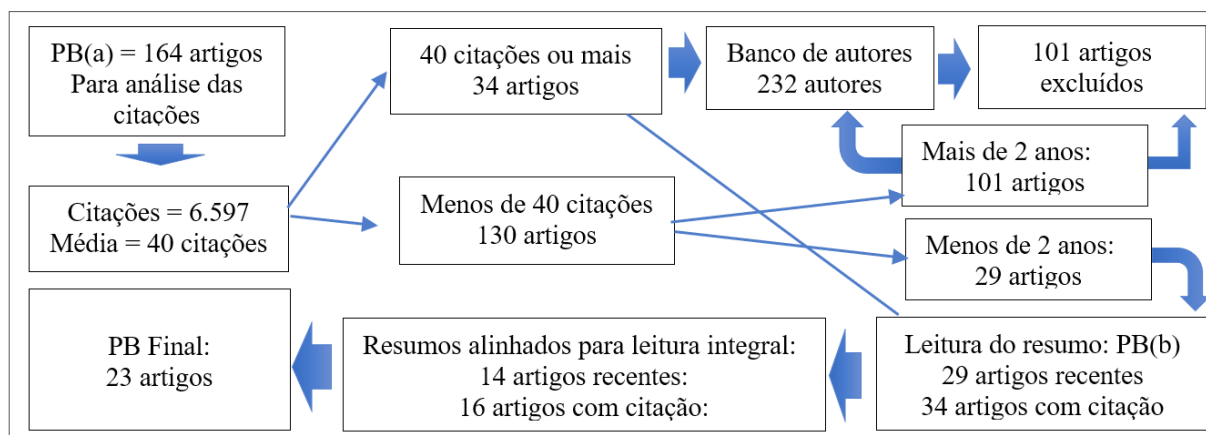 PB(a) = 164 artigos
Para análise das
citações
40 citações ou mais
34 artigos
Banco de autores
232 autores
101 artigos
excluídos
Mais de 2 anos:
101 artigos
Citações = 6.597
Média = 40 citações
Menos de 40 citações
130 artigos
Menos de 2 anos:
29 artigos
PB Final:
23 artigos
Resumos alinhados para leitura integral:
14 artigos recentes:
16 artigos com citação:
Leitura do resumo: PB(b)
29 artigos recentes
34 artigos com citação